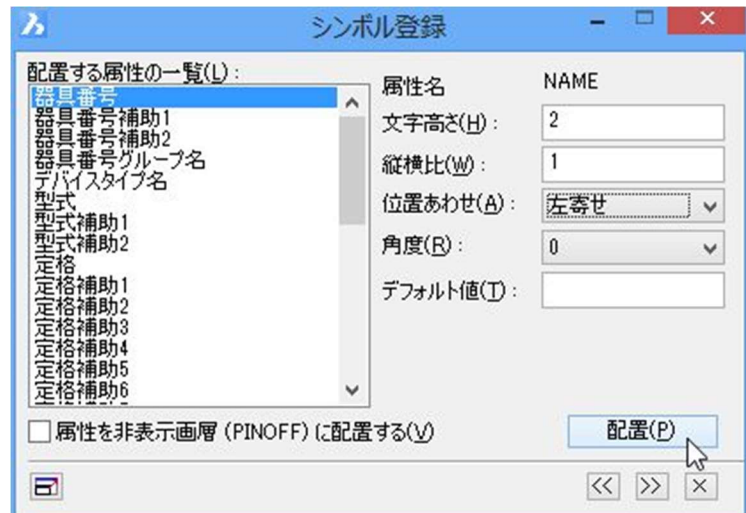 シンボル登録
配置する属性の一覧(L):
器具番号
器具番号補助1
器具番号補助2
器具番号グループ名
デバイスタイプ名
型式
型式補助1
型式補助2
定格
定格補助1
定格補助2
定格補助3
定格補助4
定格補助5
定格補助6
属性名 NAME
文字高さ(H): 2
縦横比(W): 1
位置あわせ(A): 左寄せ
角度(R): 0
デフォルト値(T):
属性を非表示画層 (PINOFF) に配置する(V)
配置(P)
<< >> ×